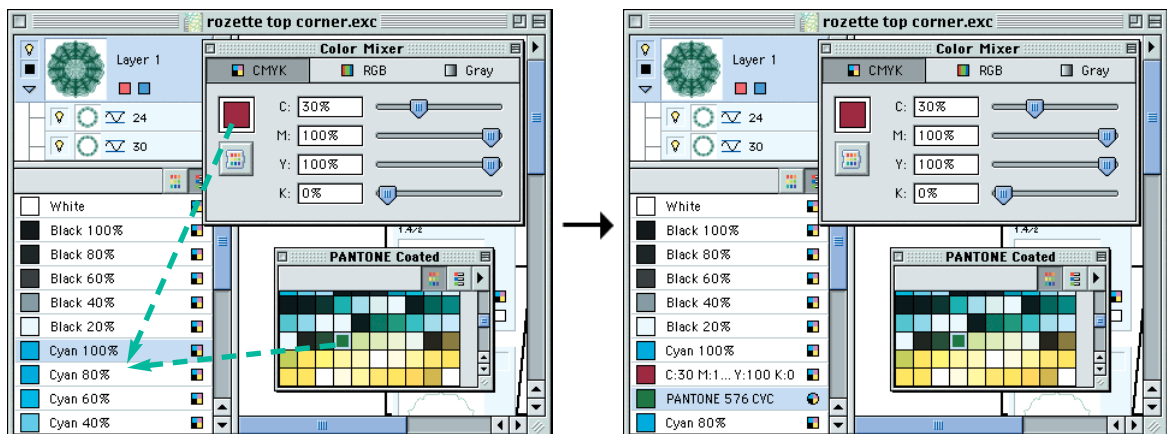 rozette top corner.exc
Layer 1
24
30
Color Mixer
CMYK RGB Gray
C: 30%
M: 100%
Y: 100%
K: 0%
White
Black 100%
Black 80%
Black 60%
Black 40%
Black 20%
Cyan 100%
Cyan 80%
Cyan 60%
Cyan 40%
PANTONE Coated
rozette top corner.exc
Layer 1
24
30
Color Mixer
CMYK RGB Gray
C: 30%
M: 100%
Y: 100%
K: 0%
White
Black 100%
Black 80%
Black 60%
Black 40%
Black 20%
Cyan 100%
C:30 M:1... Y:100 K:0
PANTONE 576 CYC
Cyan 80%
PANTONE Coated